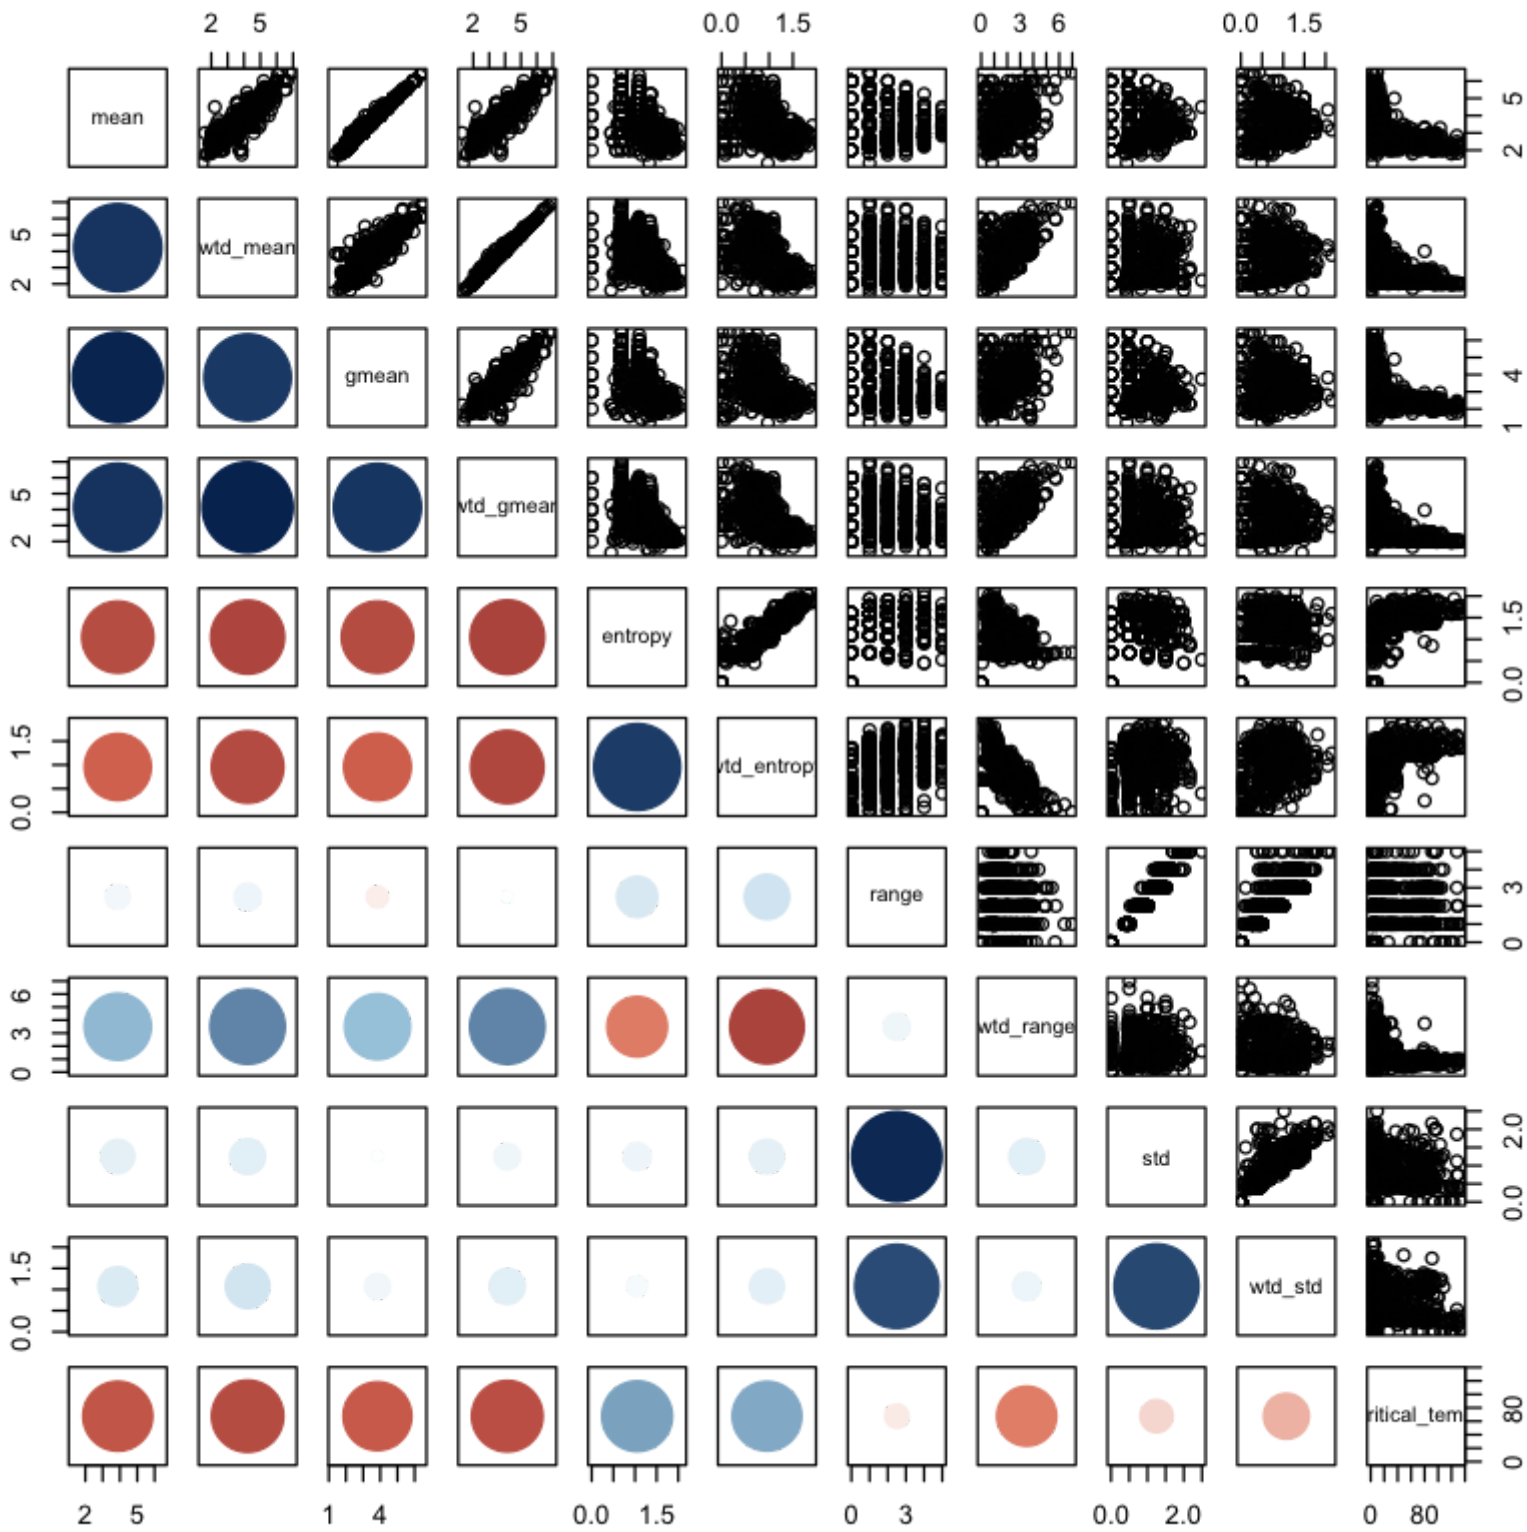 2 5 2 5 0.0 1.5 0 3 6 0.0 1.5
mean 2 5
2 5 wtd_mean
gmean 1 4
2 5 vtd_gmear
entropy 0.0 1.5
0.0 1.5 vtd_entrop
range 0 3
0 3 6 wtd_range
std 0.0 2.0
0.0 1.5 wtd_std
ritical_tem 0 80
2 5 1 4 0.0 1.5 0 3 0.0 2.0 0 80